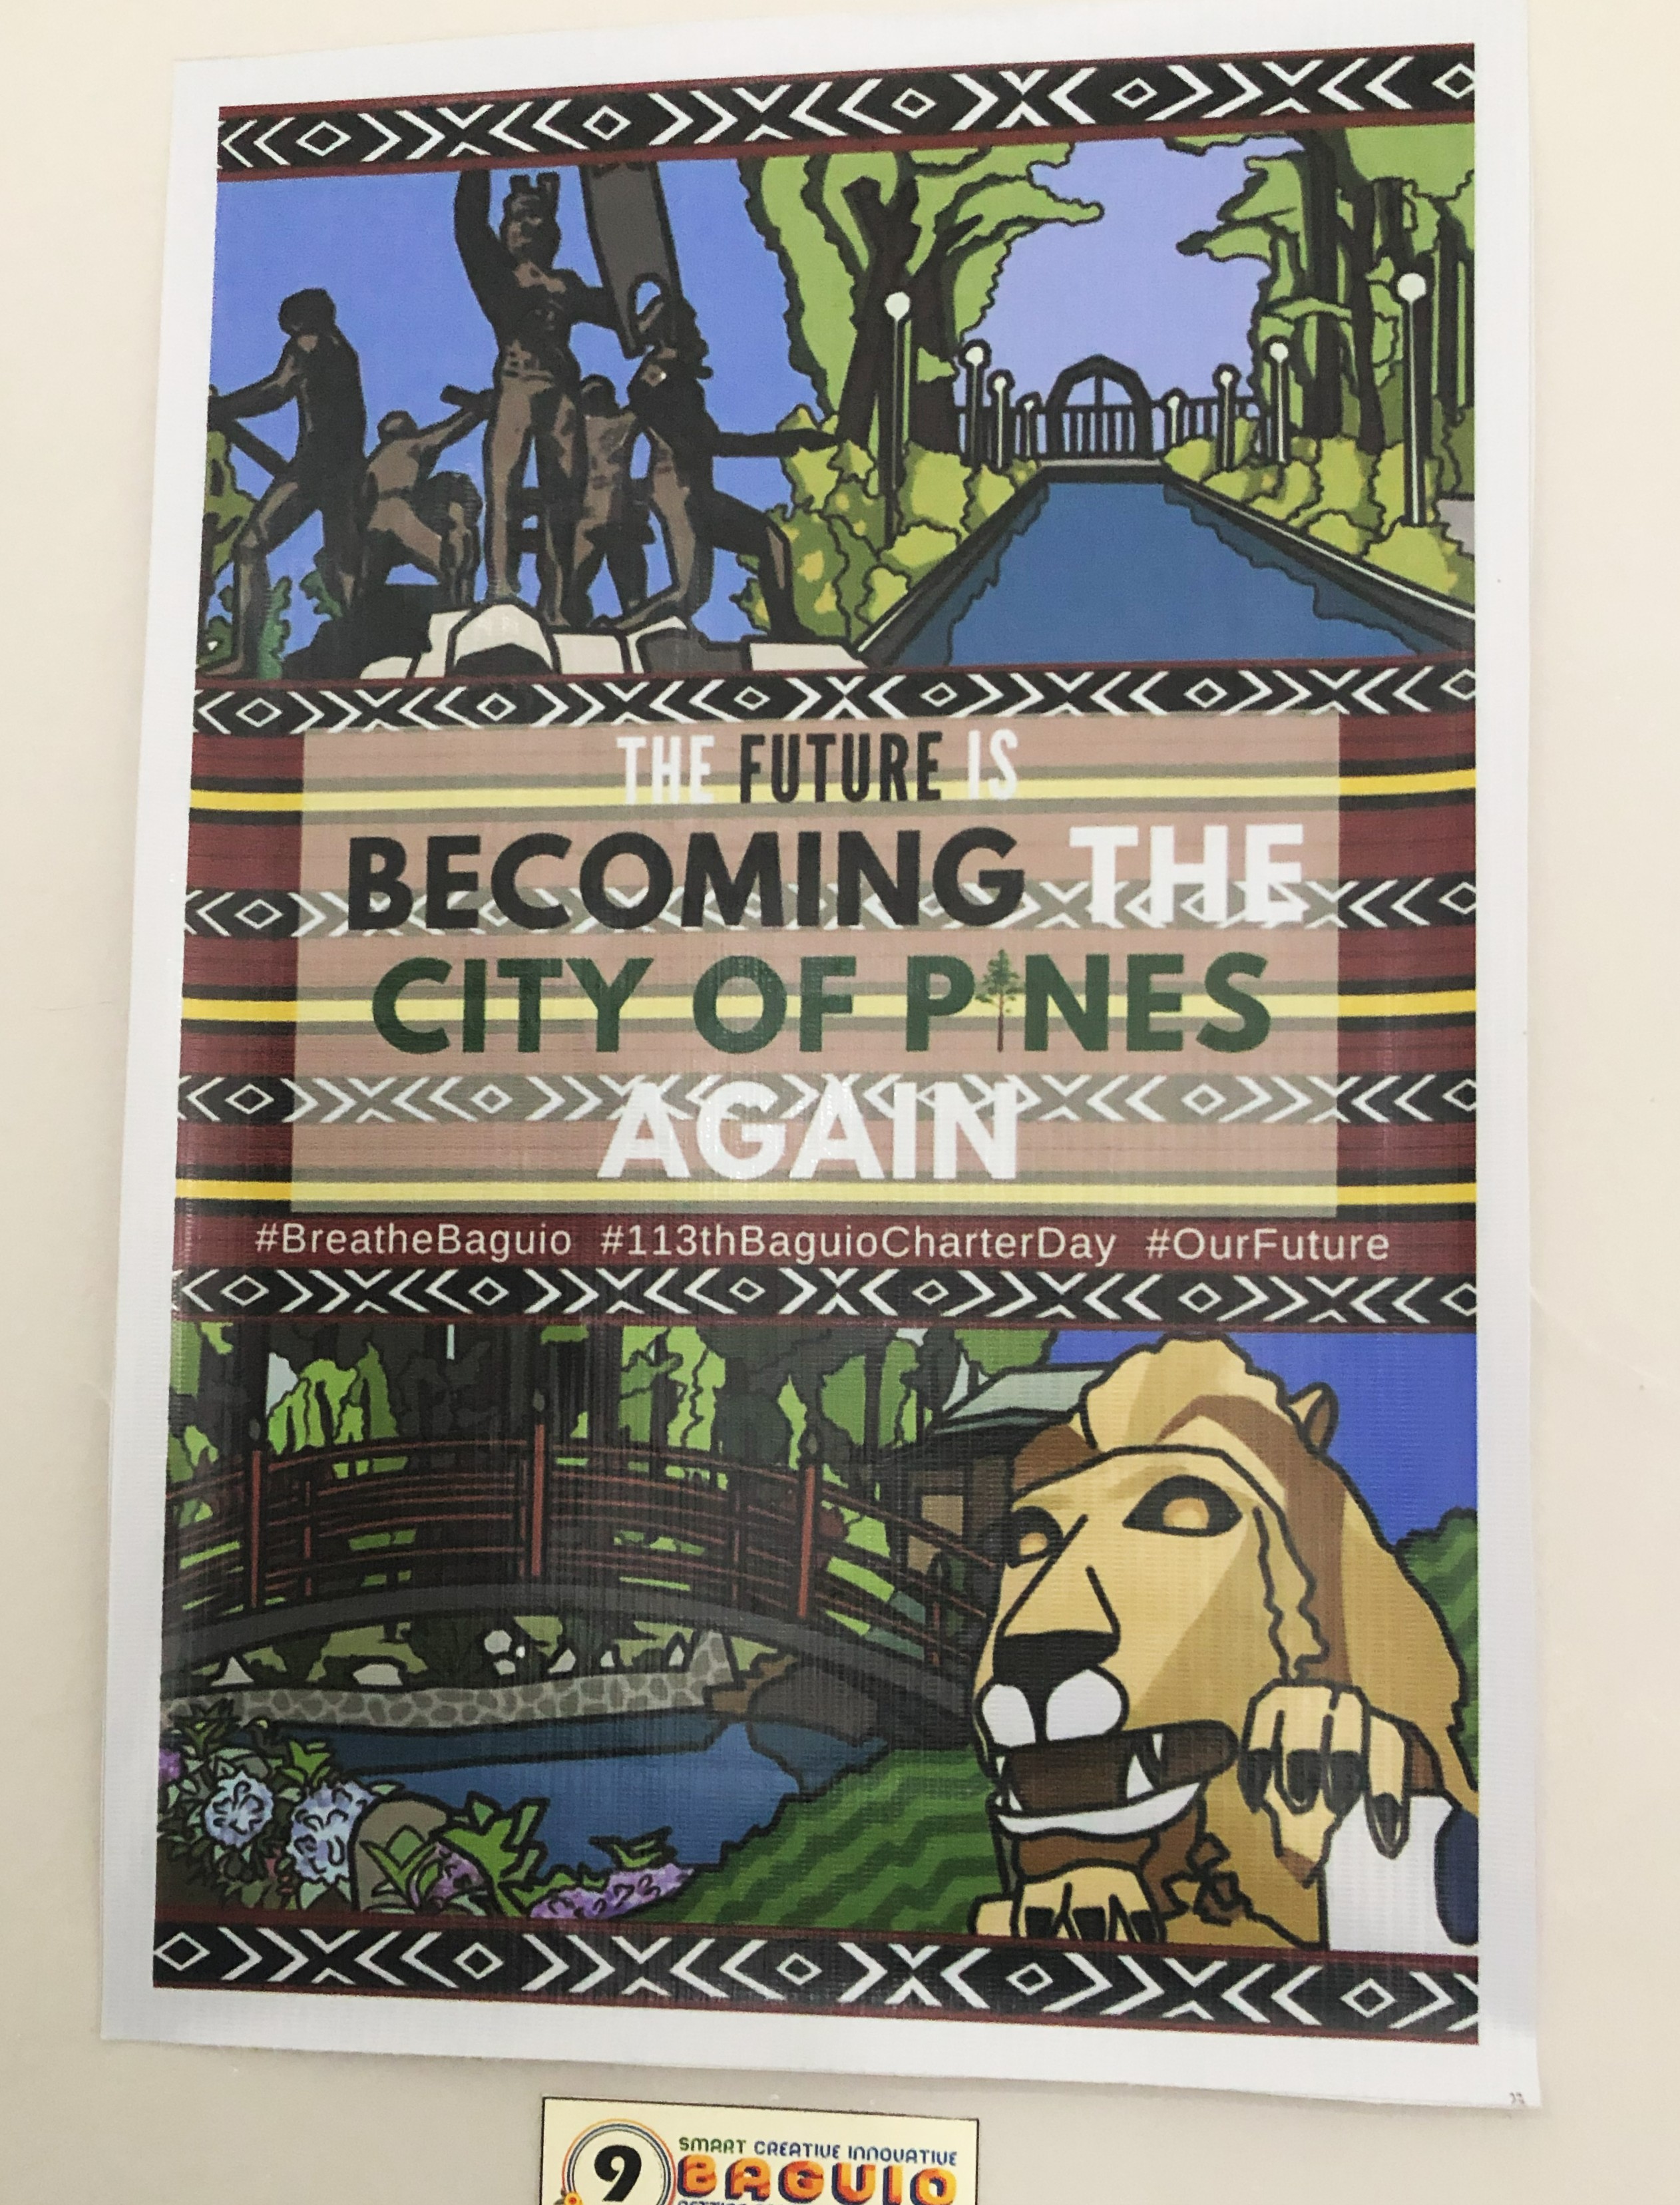 THE FUTURE IS
BECOMING THE
CITY OF PINES
AGAIN
#BreatheBaguio #113thBaguioCharterDay #OurFuture
9
SMART CREATIVE INNOVATIVE
BAGUIO